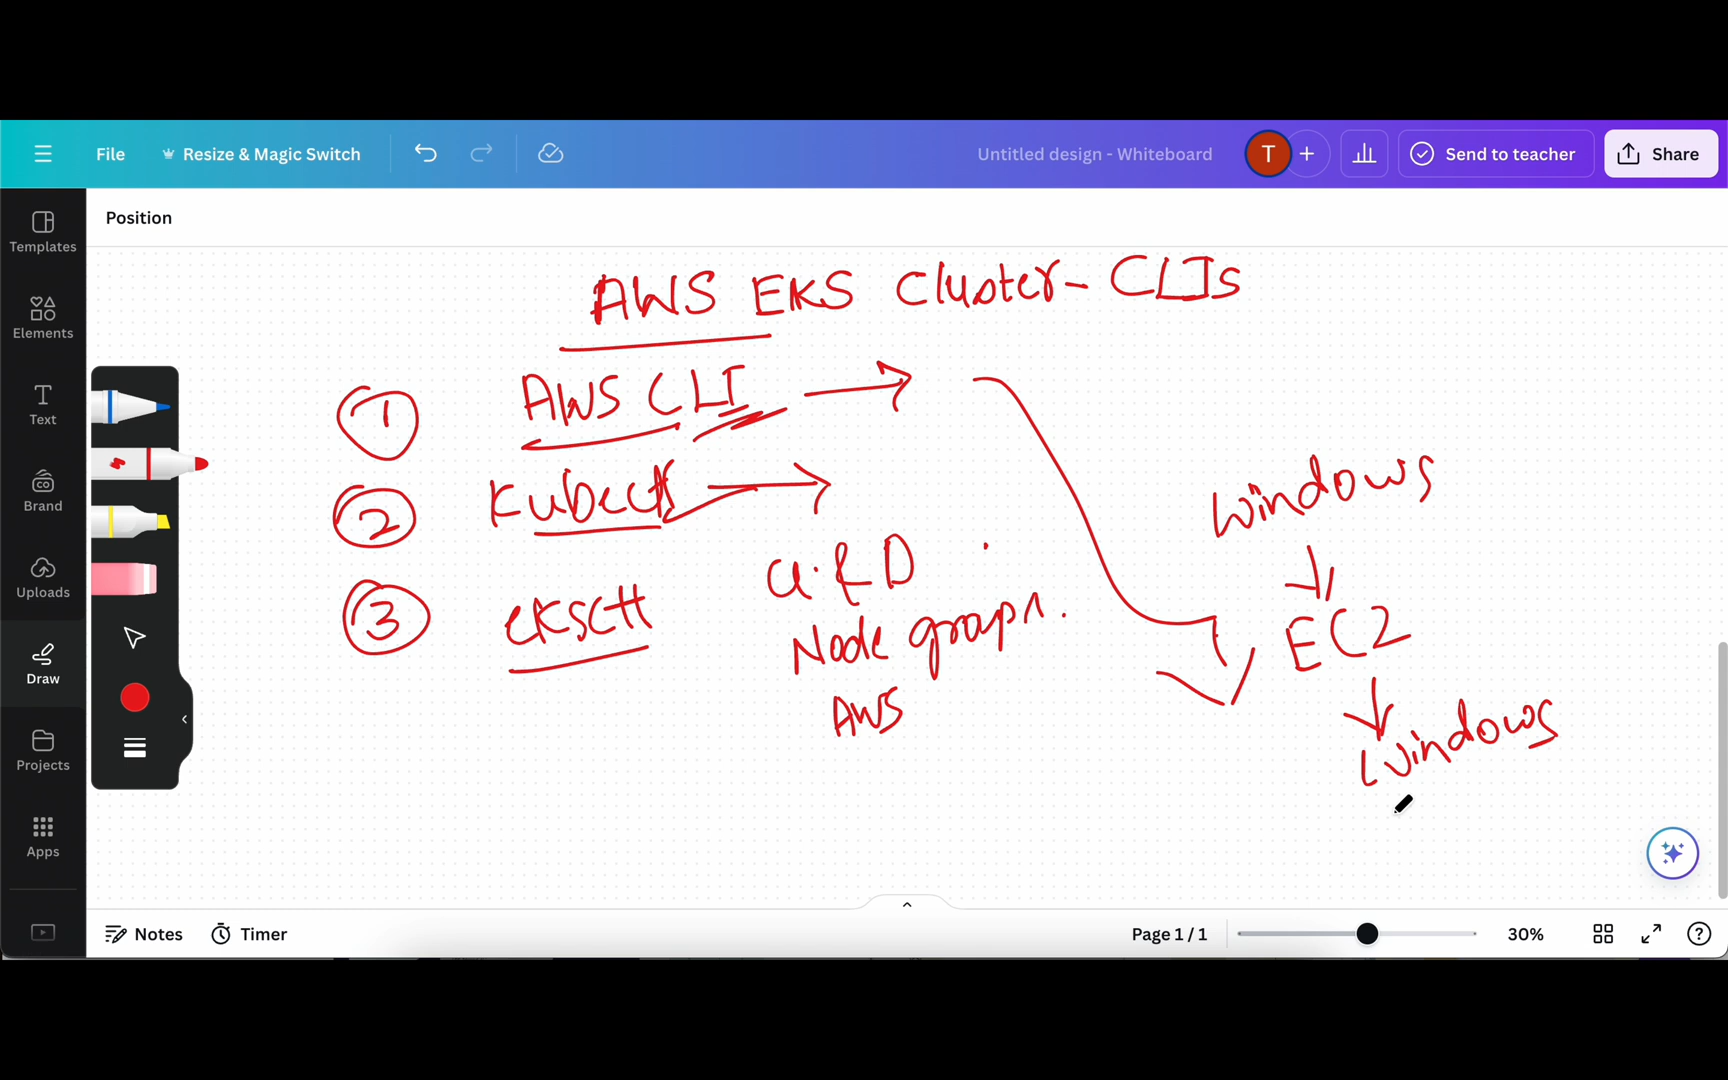 File
Resize & Magic Switch
Untitled design - Whiteboard
T
+
Send to teacher
Share
Templates
Elements
Text
Brand
Uploads
Draw
Projects
Apps
Position
AWS EKS Cluster- CLIs
1 AWS CLI
2 Kubectl
3 eksctl
C & D
Node groups.
AWS
Windows
EC2
Windows
Notes
Timer
Page 1 / 1
30%